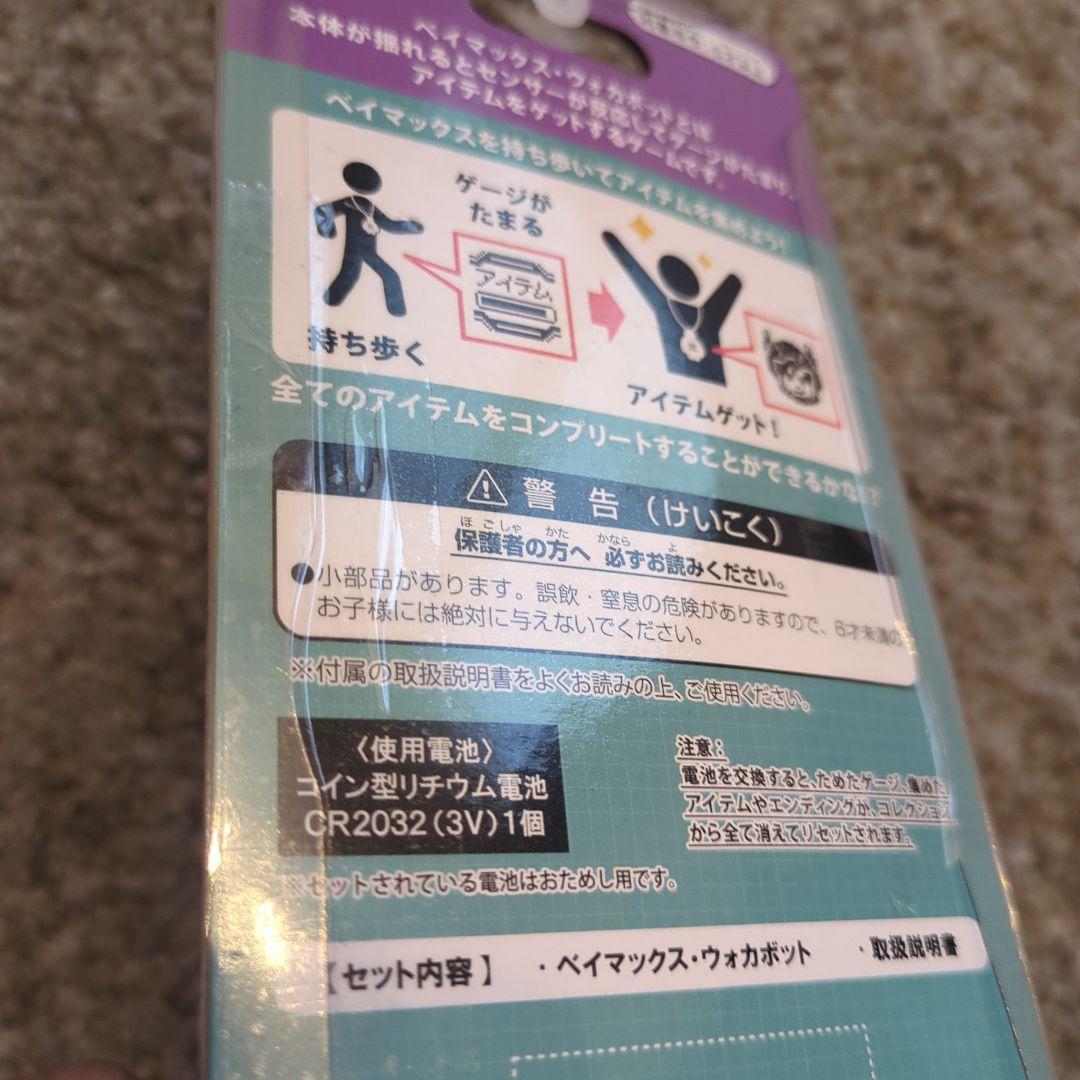 ベイマックス・ウォカボットとは
本体が揺れるとセンサーが反応してゲージがたまり、
アイテムをゲットするゲームです。
ベイマックスを持ち歩いてアイテムを集めよう！
ゲージが
たまる
アイテム
持ち歩く
アイテムゲット！
全てのアイテムをコンプリートすることができるかな！？
警 告 （けいこく）
ほごしゃ かた かなら よ
保護者の方へ 必ずお読みください。
●小部品があります。誤飲・窒息の危険がありますので、6才未満の
お子様には絶対に与えないでください。
※付属の取扱説明書をよくお読みの上、ご使用ください。
〈使用電池〉
コイン型リチウム電池
CR2032（3V）1個
注意：
電池を交換すると、ためたゲージ、集めた
アイテムやエンディングが、コレクション
から全て消えてリセットされます。
※セットされている電池はおためし用です。
【セット内容】 ・ベイマックス・ウォカボット ・取扱説明書